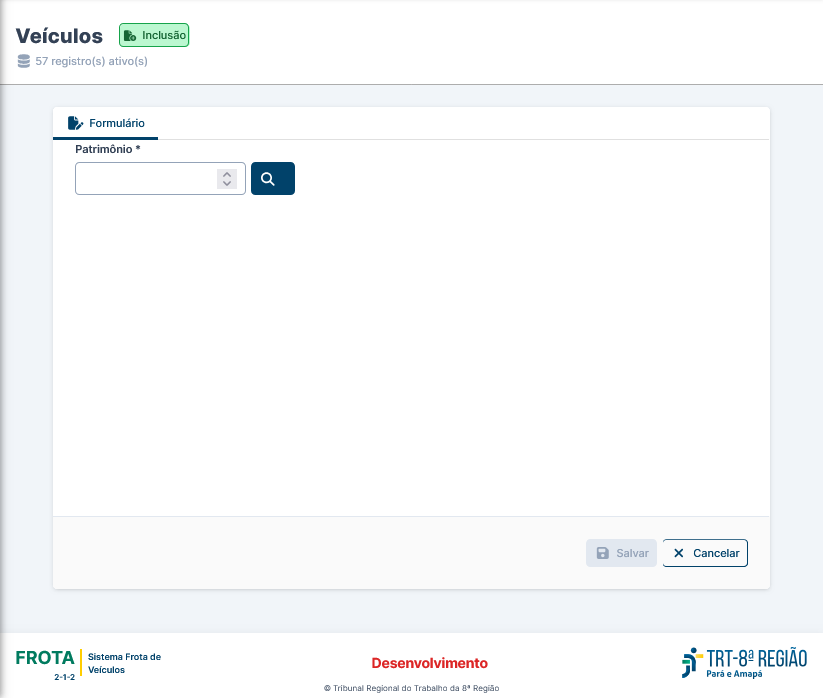 Veículos
Inclusão
57 registro(s) ativo(s)
Formulário
Patrimônio *
Salvar
Cancelar
FROTA
2-1-2
Sistema Frota de
Veículos
Desenvolvimento
© Tribunal Regional do Trabalho da 8ª Região
TRT-8ª REGIÃO
Pará e Amapá